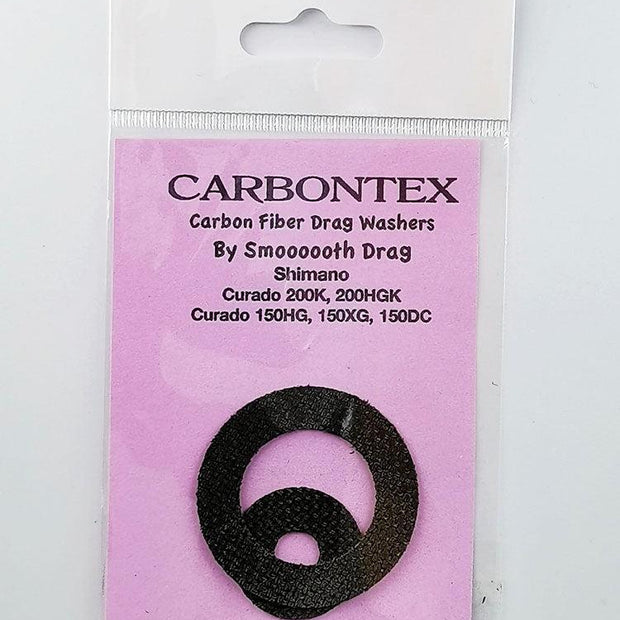 CARBONTEX
Carbon Fiber Drag Washers
By Smoooooth Drag
Shimano
Curado 200K, 200HGK
Curado 150HG, 150XG, 150DC